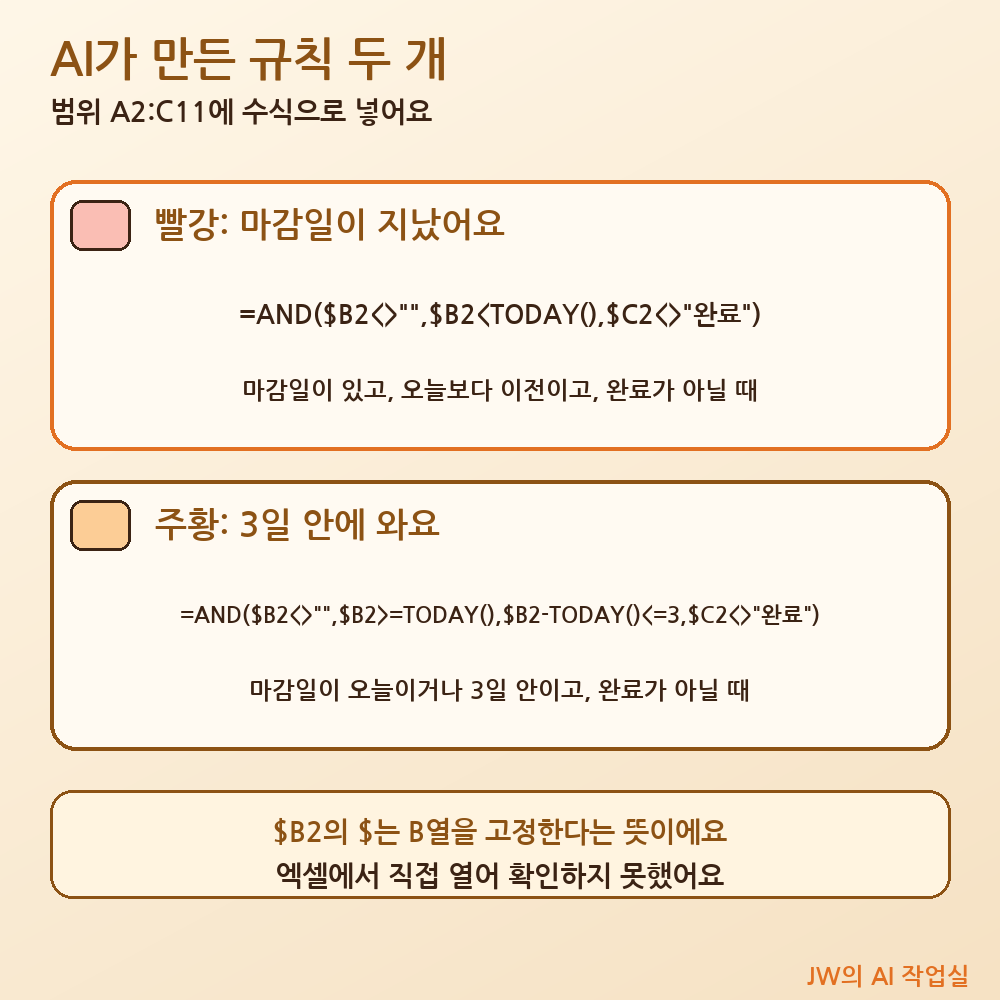 AI가 만든 규칙 두 개
범위 A2:C11에 수식으로 넣어요
빨강: 마감일이 지났어요
=AND($B2<>"",$B2<TODAY(),$C2<>"완료")
마감일이 있고, 오늘보다 이전이고, 완료가 아닐 때
주황: 3일 안에 와요
=AND($B2<>"",$B2>=TODAY(),$B2-TODAY()<=3,$C2<>"완료")
마감일이 오늘이거나 3일 안이고, 완료가 아닐 때
$B2의 $는 B열을 고정한다는 뜻이에요
엑셀에서 직접 열어 확인하지 못했어요
JW의 AI 작업실